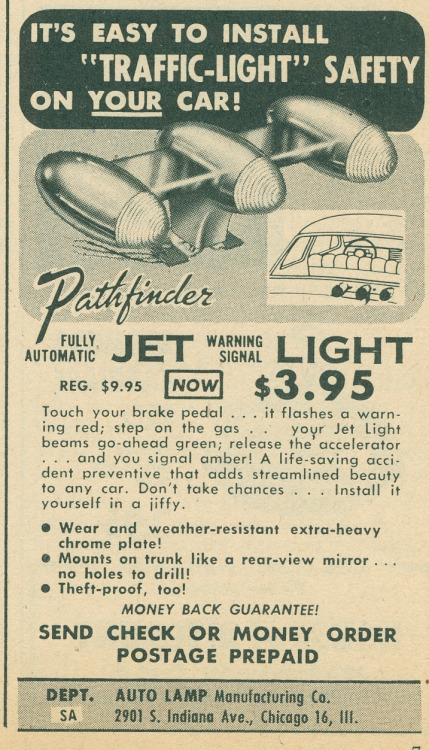 IT'S EASY TO INSTALL
"TRAFFIC-LIGHT" SAFETY
ON YOUR CAR!
Pathfinder
FULLY AUTOMATIC JET WARNING SIGNAL LIGHT
REG. $9.95 NOW $3.95
Touch your brake pedal . . . it flashes a warn-
ing red; step on the gas . . your Jet Light
beams go-ahead green; release the accelerator
. . . and you signal amber! A life-saving acci-
dent preventive that adds streamlined beauty
to any car. Don't take chances . . . Install it
yourself in a jiffy.
● Wear and weather-resistant extra-heavy
chrome plate!
● Mounts on trunk like a rear-view mirror . . .
no holes to drill!
● Theft-proof, too!
MONEY BACK GUARANTEE!
SEND CHECK OR MONEY ORDER
POSTAGE PREPAID
DEPT. AUTO LAMP Manufacturing Co.
SA 2901 S. Indiana Ave., Chicago 16, Ill.